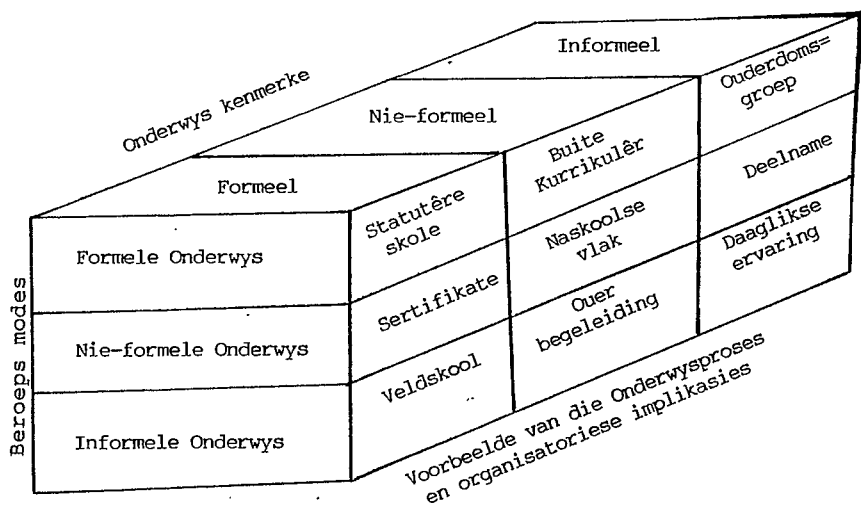 Onderwys kenmerke
Informeel
Nie-formeel
Formeel
Beroeps modes
Formele Onderwys
Nie-formele Onderwys
Informele Onderwys
Statutêre
skole
Buite
Kurrikulêr
Ouderdoms=
groep
Sertifikate
Naskoolse
vlak
Deelname
Veldskool
Ouer
begeleiding
Daaglikse
ervaring
Voorbeelde van die Onderwysproses
en organisatoriese implikasies